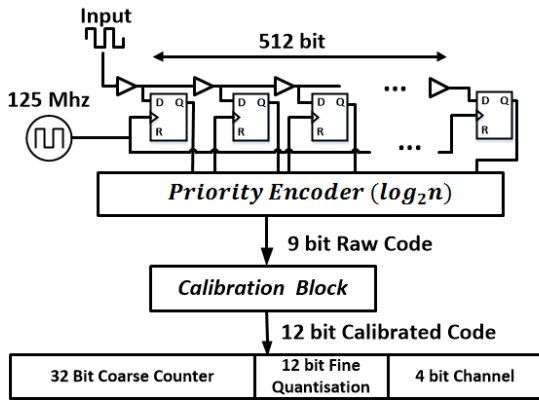 Input
512 bit
125 Mhz
D Q
R
D Q
R
D Q
R
...
D Q
R
...
Priority Encoder (log₂n)
9 bit Raw Code
Calibration Block
12 bit Calibrated Code
32 Bit Coarse Counter
12 bit Fine
Quantisation
4 bit Channel